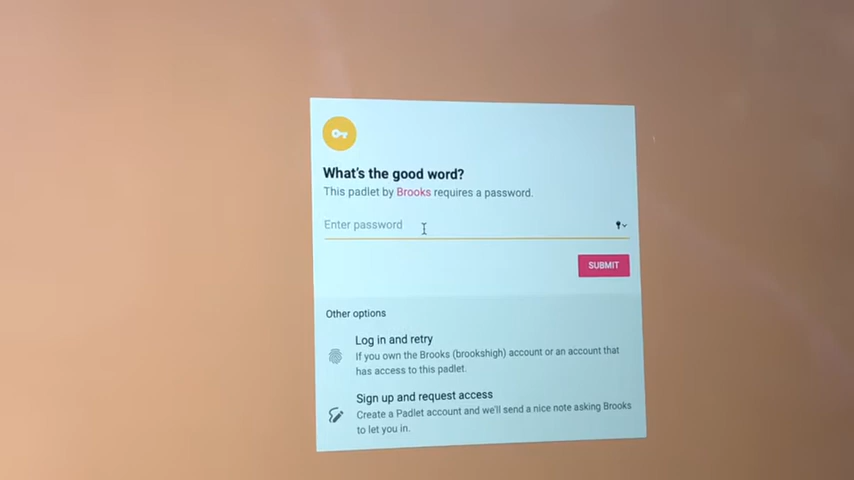 What's the good word?
This padlet by Brooks requires a password.
Enter password
SUBMIT
Other options
Log in and retry
If you own the Brooks (brookshigh) account or an account that
has access to this padlet.
Sign up and request access
Create a Padlet account and we'll send a nice note asking Brooks
to let you in.